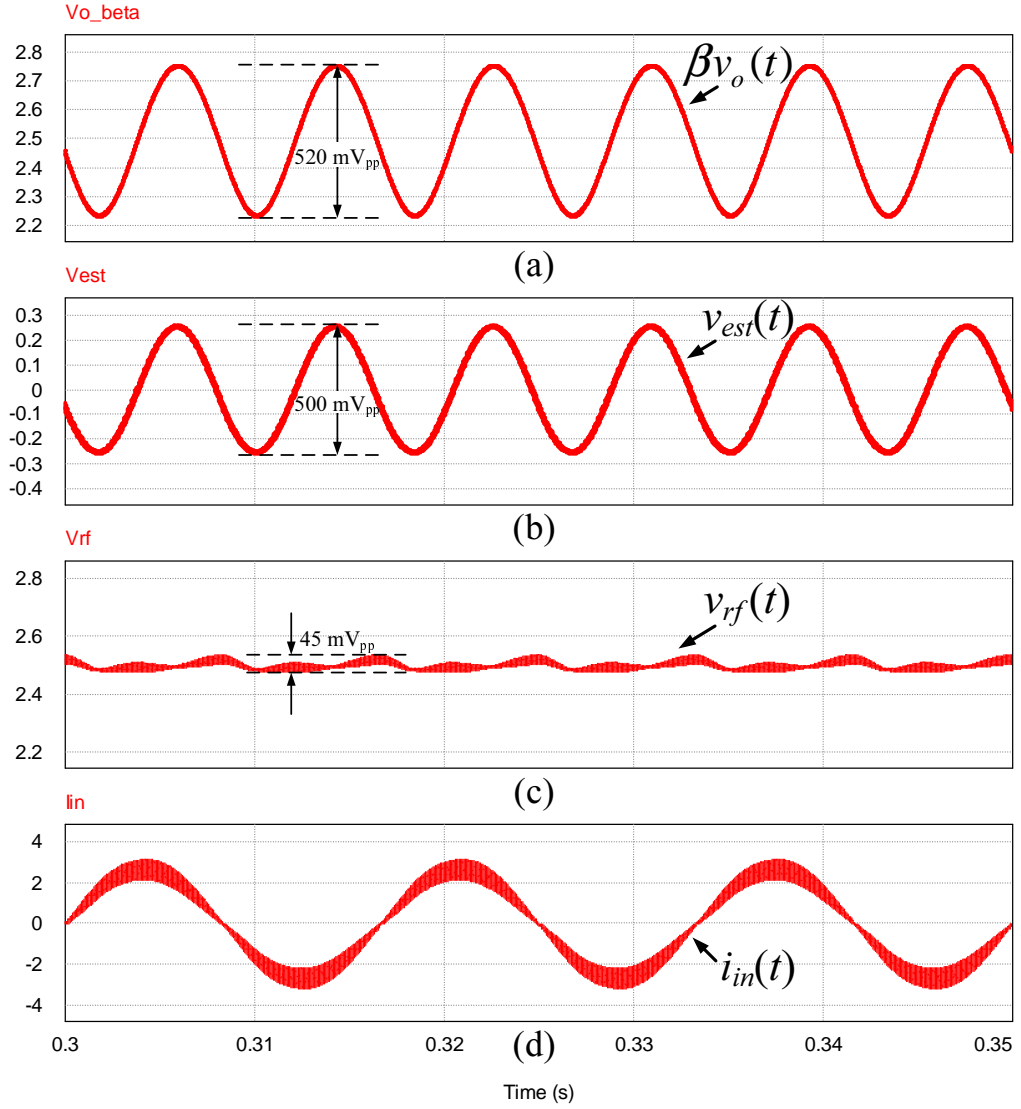 Vo_beta
2.8
2.7
2.6
2.5
2.4
2.3
2.2
βvo(t)
520 mVpp
(a)
Vest
0.3
0.2
0.1
0
-0.1
-0.2
-0.3
-0.4
vest(t)
500 mVpp
(b)
Vrf
2.8
2.6
2.4
2.2
vrf(t)
45 mVpp
(c)
Iin
4
2
0
-2
-4
iin(t)
0.3
0.31
0.32
(d)
0.33
0.34
0.35
Time (s)